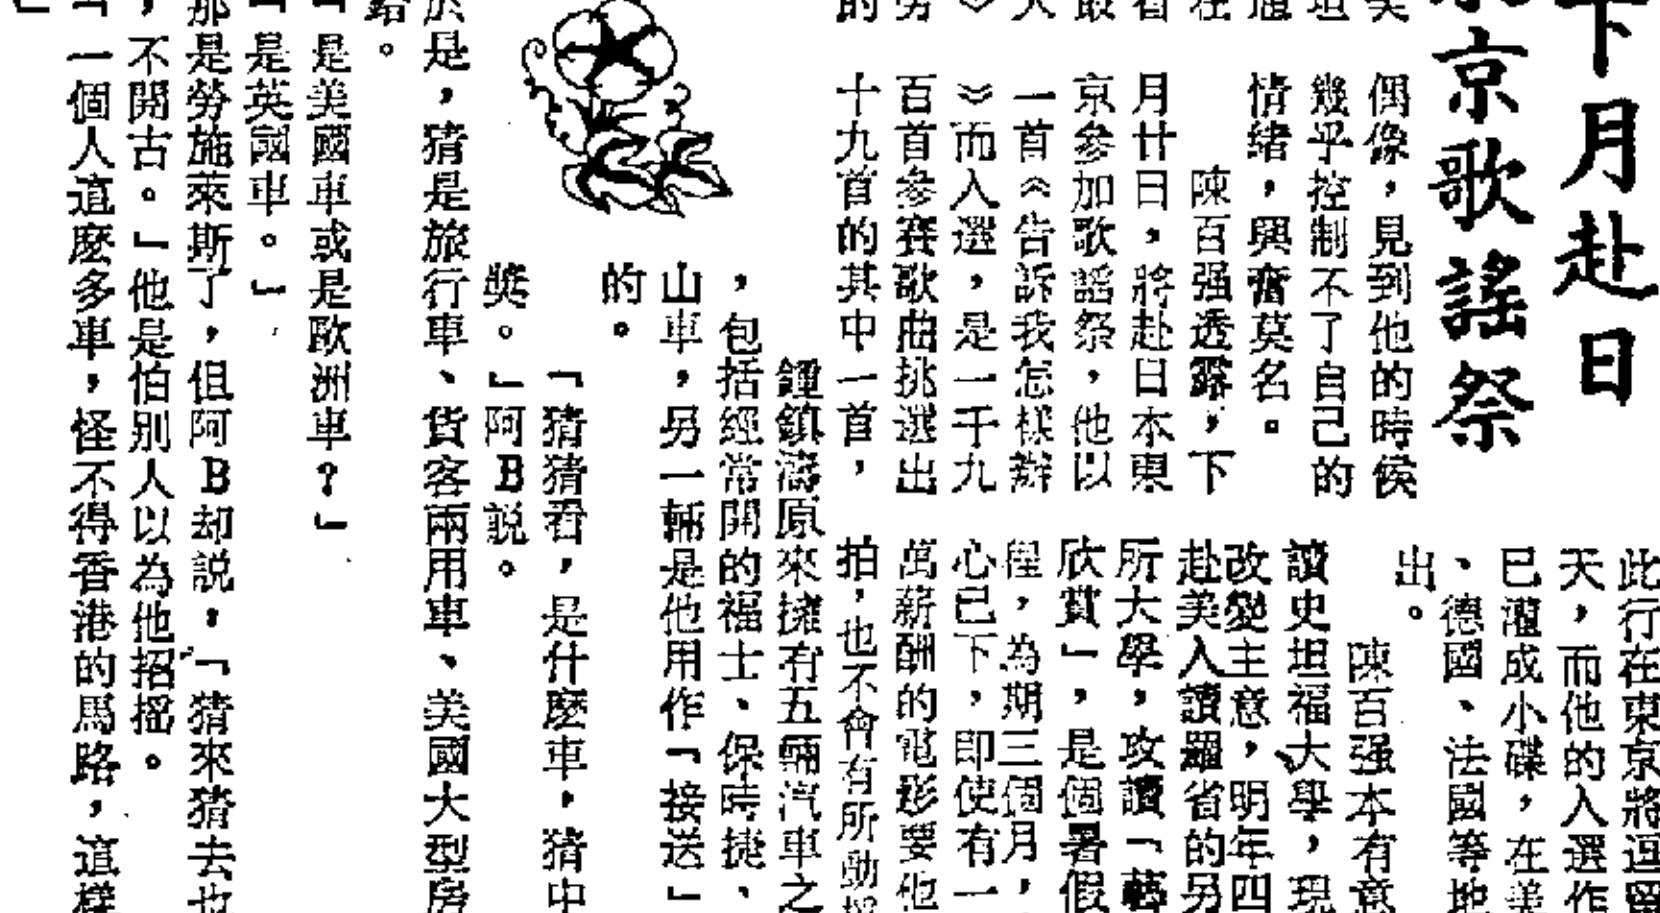 下月赴日
京歌謠祭
偶像，見到他的時候
幾乎控制不了自己的
情緒，興奮莫名。
陳百强透露，下
月廿日，將赴日本東
京參加歌謠祭，他以
一首《告訴我怎樣辦
》而入選，是一千九
百首參賽歌曲挑選出
十九首的其中一首，
此行在東京將逗留
天，而他的入選作
已灌成小碟，在美
、德國、法國等地
出。
陳百强本有意
讀史坦福大學，現
改變主意，明年四
赴美入讀羅省的另
所大學，攻讀「藝
欣賞」，是個暑假
程，為期三個月，
心已下，即使有一
萬薪酬的電影要他
拍，也不會有所動搖
鍾鎮濤原來擁有五輛汽車之
，包括經常開的福士、保時捷、
山車，另一輛是他用作「接送」
的。
「猜猜看，是什麽車，猜中
獎。」阿B説。
於是，猜是旅行車、貨客兩用車、美國大型房
路。
「是美國車或是歐洲車？」
「是英國車。」
那是勞施萊斯了，但阿B却説，「猜來猜去也
，不開古。」他是怕別人以為他招摇。
「一個人這麽多車，怪不得香港的馬路，這樣
」